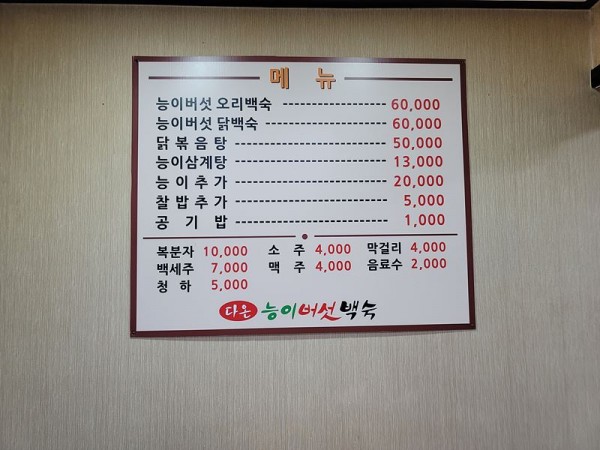 메 뉴
능이버섯 오리백숙 60,000
능이버섯 닭백숙 60,000
닭볶음탕 50,000
능이삼계탕 13,000
능이추가 20,000
찰밥추가 5,000
공기밥 1,000
복분자 10,000 소주 4,000 막걸리 4,000
백세주 7,000 맥주 4,000 음료수 2,000
청하 5,000
다온 능이버섯백숙